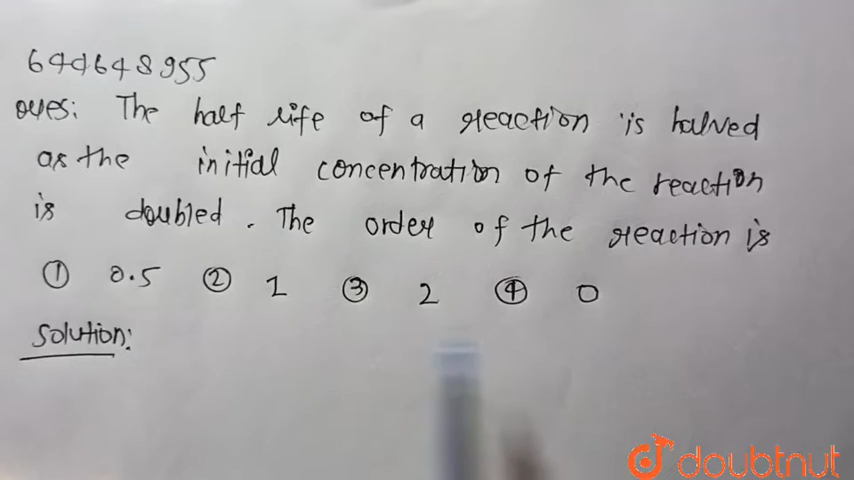 644648955
Ques: The half life of a reaction is halved
as the initial concentration of the reaction
is doubled. The order of the reaction is
① 0.5 ② 1 ③ 2 ④ 0
Solution:
doubtnut